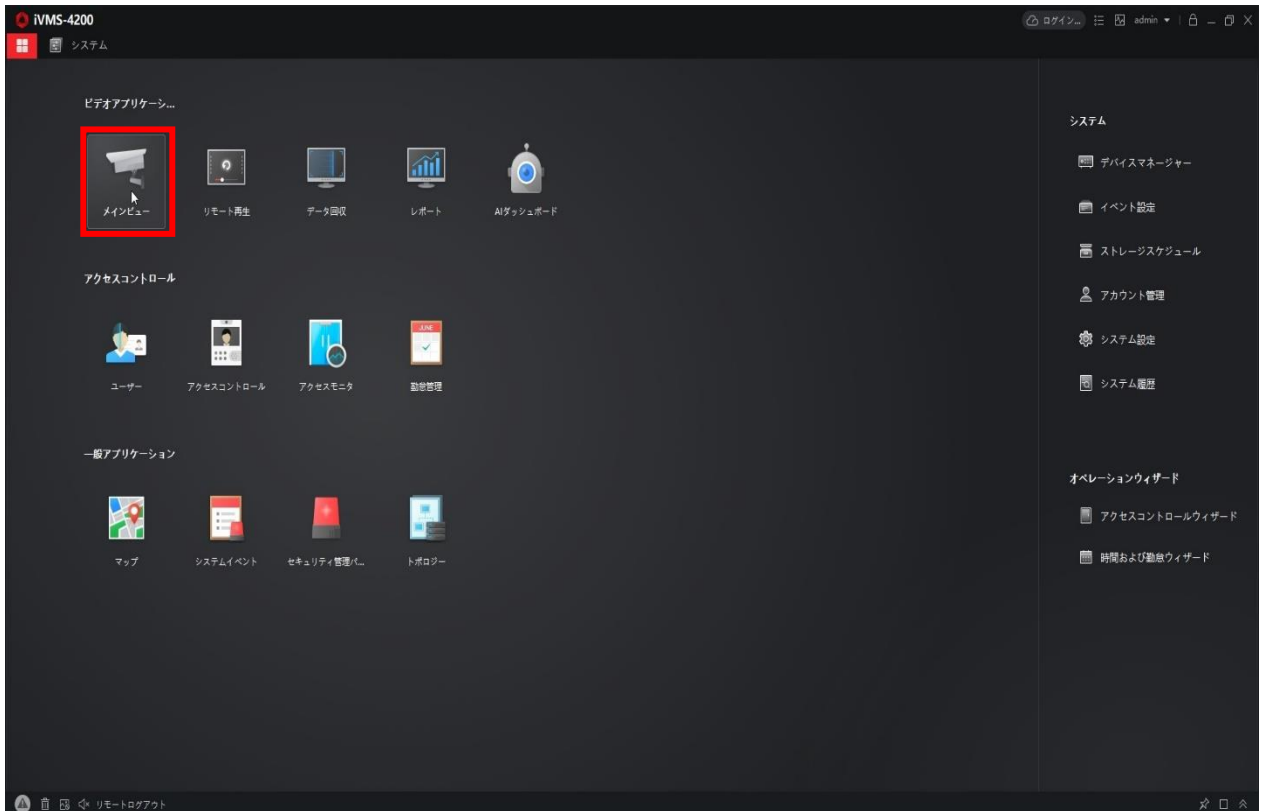 iVMS-4200
ログイン... admin
システム
ビデオアプリケーシ...
メインビュー リモート再生 データ回収 レポート AIダッシュボード
アクセスコントロール
ユーザー アクセスコントロール アクセスモニタ JUNE 勤怠管理
一般アプリケーション
マップ システムイベント セキュリティ管理パ... トポロジー
システム
デバイスマネージャー
イベント設定
ストレージスケジュール
アカウント管理
システム設定
システム履歴
オペレーションウィザード
アクセスコントロールウィザード
時間および勤怠ウィザード
リモートログアウト